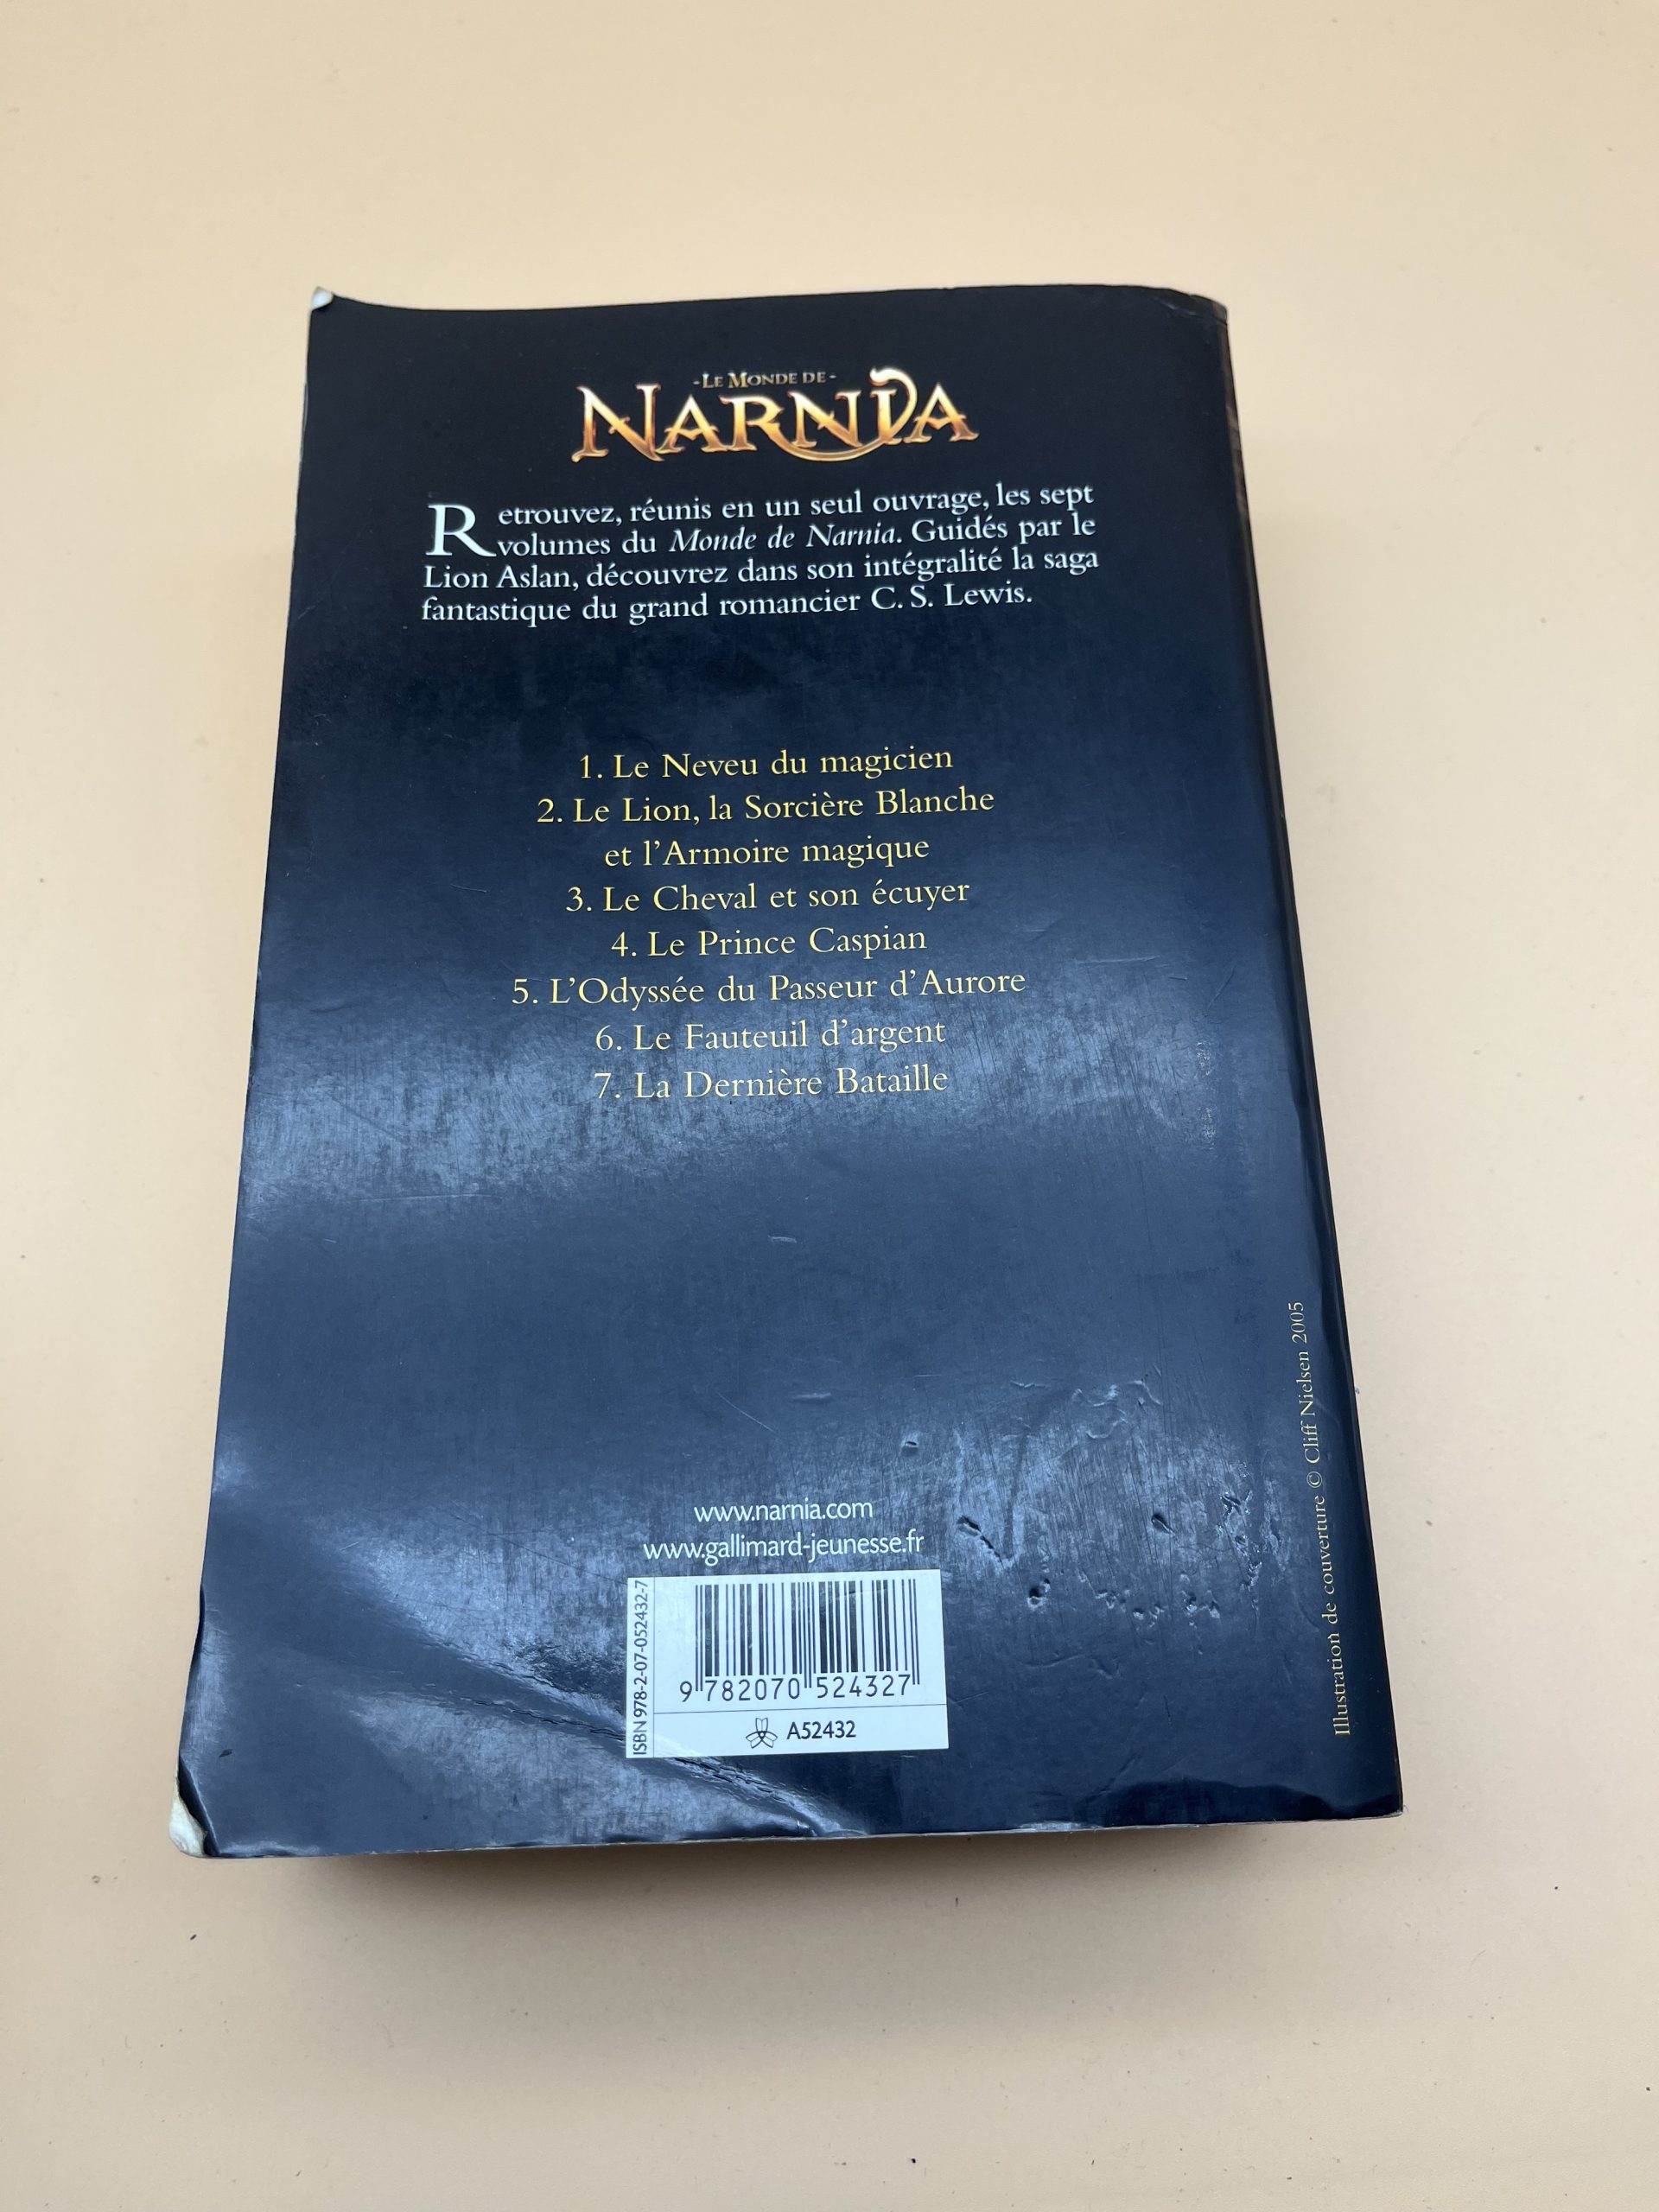 - LE MONDE DE -
NARNIA
Retrouvez, réunis en un seul ouvrage, les sept
volumes du Monde de Narnia. Guidés par le
Lion Aslan, découvrez dans son intégralité la saga
fantastique du grand romancier C. S. Lewis.
1. Le Neveu du magicien
2. Le Lion, la Sorcière Blanche
et l'Armoire magique
3. Le Cheval et son écuyer
4. Le Prince Caspian
5. L'Odyssée du Passeur d'Aurore
6. Le Fauteuil d'argent
7. La Dernière Bataille
www.narnia.com
www.gallimard-jeunesse.fr
ISBN 978-2-07-052432-7
9 782070 524327
A52432
Illustration de couverture © Cliff Nielsen 2005